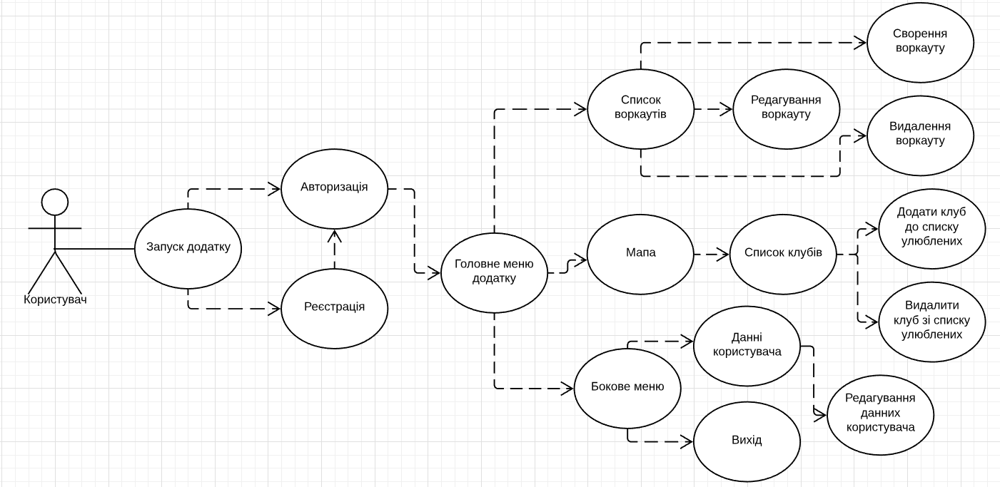 Користувач
Запуск додатку
Авторизація
Реєстрація
Головне меню
додатку
Список
воркаутів
Сворення
воркауту
Редагування
воркауту
Видалення
воркауту
Мапа
Список клубів
Додати клуб
до списку
улюблених
Видалити
клуб зі списку
улюблених
Бокове меню
Данні
користувача
Редагування
данних
користувача
Вихід